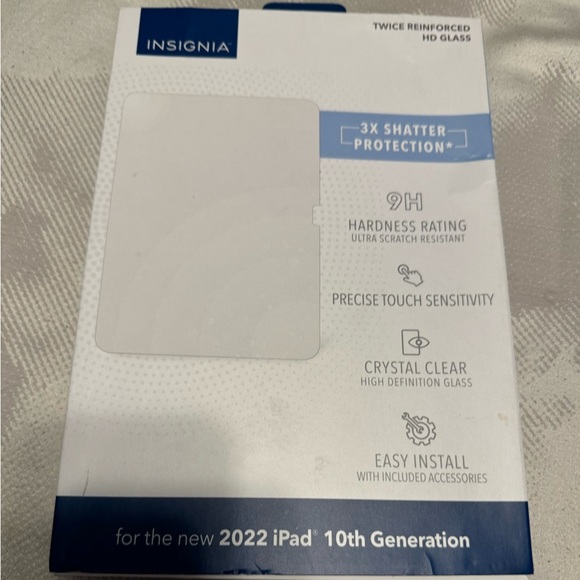 INSIGNIA™
TWICE REINFORCED
HD GLASS
3X SHATTER
PROTECTION*
9H
HARDNESS RATING
ULTRA SCRATCH RESISTANT
PRECISE TOUCH SENSITIVITY
CRYSTAL CLEAR
HIGH DEFINITION GLASS
EASY INSTALL
WITH INCLUDED ACCESSORIES
for the new 2022 iPad® 10th Generation